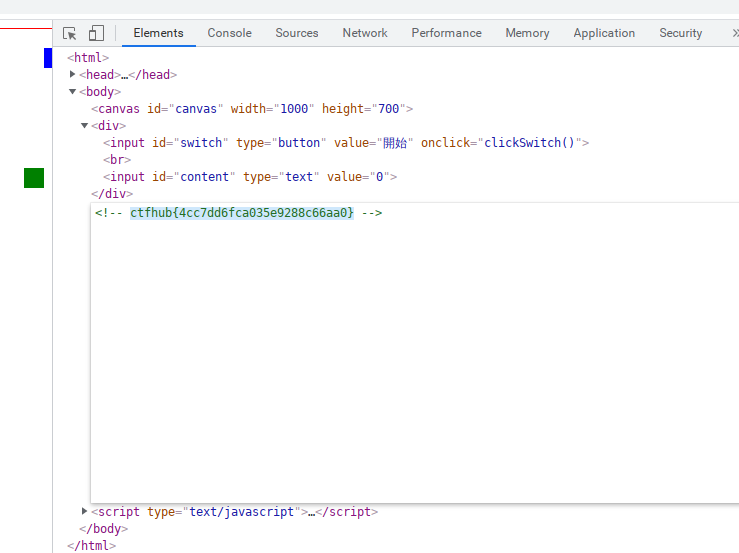 Elements Console Sources Network Performance Memory Application Security »
<html>
<head>…</head>
<body>
<canvas id="canvas" width="1000" height="700">
<div>
<input id="switch" type="button" value="開始" onclick="clickSwitch()">
<br>
<input id="content" type="text" value="0">
</div>
<!-- ctfhub{4cc7dd6fca035e9288c66aa0} -->
<script type="text/javascript">…</script>
</body>
</html>